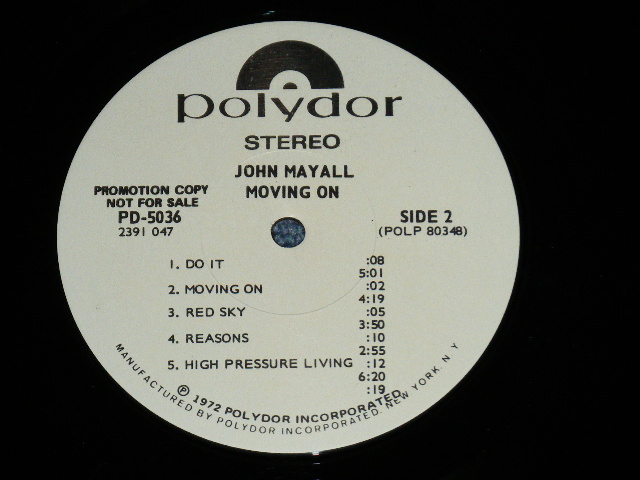 polydor
STEREO
JOHN MAYALL
MOVING ON
PROMOTION COPY
NOT FOR SALE
PD-5036
2391 047
SIDE 2
(POLP 80348)
:08
1. DO IT 5:01
:02
2. MOVING ON 4:19
:05
3. RED SKY 3:50
:10
4. REASONS 2:55
:12
5. HIGH PRESSURE LIVING 6:20
:19
℗ 1972 POLYDOR INCORPORATED
MANUFACTURED BY POLYDOR INCORPORATED. NEW YORK, N Y